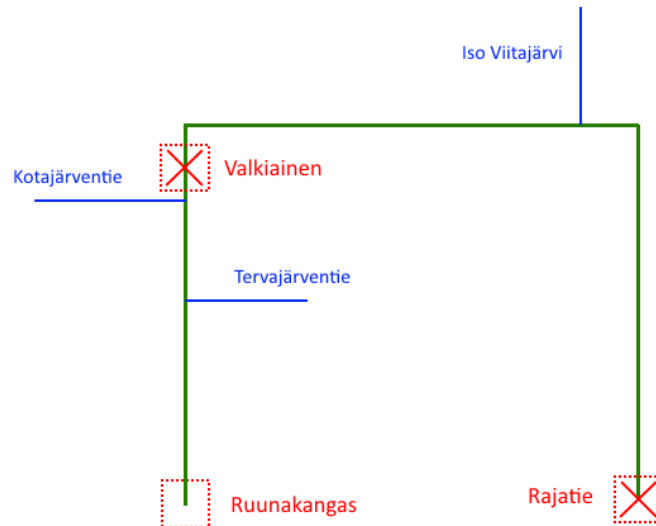 Iso Viitajärvi
Valkiainen
Kotajärventie
Tervajärventie
Ruunakangas
Rajatie